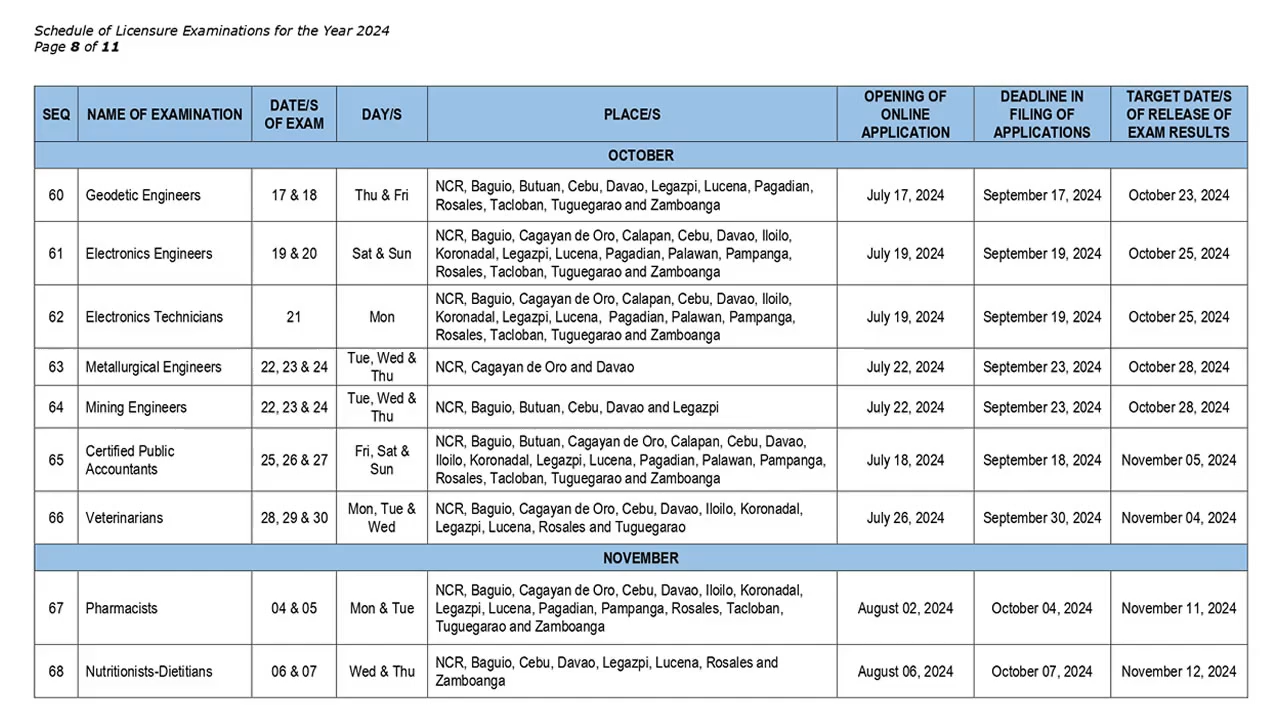 Schedule of Licensure Examinations for the Year 2024
Page 8 of 11
SEQ
NAME OF EXAMINATION
DATE/S
OF EXAM
DAY/S
PLACE/S
OPENING OF
ONLINE
APPLICATION
DEADLINE IN
FILING OF
APPLICATIONS
TARGET DATE/S
OF RELEASE OF
EXAM RESULTS
OCTOBER
60
Geodetic Engineers
17 & 18
Thu & Fri
NCR, Baguio, Butuan, Cebu, Davao, Legazpi, Lucena, Pagadian,
Rosales, Tacloban, Tuguegarao and Zamboanga
July 17, 2024
September 17, 2024
October 23, 2024
61
Electronics Engineers
19 & 20
Sat & Sun
NCR, Baguio, Cagayan de Oro, Calapan, Cebu, Davao, Iloilo,
Koronadal, Legazpi, Lucena, Pagadian, Palawan, Pampanga,
Rosales, Tacloban, Tuguegarao and Zamboanga
July 19, 2024
September 19, 2024
October 25, 2024
62
Electronics Technicians
21
Mon
NCR, Baguio, Cagayan de Oro, Calapan, Cebu, Davao, Iloilo,
Koronadal, Legazpi, Lucena, Pagadian, Palawan, Pampanga,
Rosales, Tacloban, Tuguegarao and Zamboanga
July 19, 2024
September 19, 2024
October 25, 2024
63
Metallurgical Engineers
22, 23 & 24
Tue, Wed &
Thu
NCR, Cagayan de Oro and Davao
July 22, 2024
September 23, 2024
October 28, 2024
64
Mining Engineers
22, 23 & 24
Tue, Wed &
Thu
NCR, Baguio, Butuan, Cebu, Davao and Legazpi
July 22, 2024
September 23, 2024
October 28, 2024
65
Certified Public
Accountants
25, 26 & 27
Fri, Sat &
Sun
NCR, Baguio, Butuan, Cagayan de Oro, Calapan, Cebu, Davao,
Iloilo, Koronadal, Legazpi, Lucena, Pagadian, Palawan, Pampanga,
Rosales, Tacloban, Tuguegarao and Zamboanga
July 18, 2024
September 18, 2024
November 05, 2024
66
Veterinarians
28, 29 & 30
Mon, Tue &
Wed
NCR, Baguio, Cagayan de Oro, Cebu, Davao, Iloilo, Koronadal,
Legazpi, Lucena, Rosales and Tuguegarao
July 26, 2024
September 30, 2024
November 04, 2024
NOVEMBER
67
Pharmacists
04 & 05
Mon & Tue
NCR, Baguio, Cagayan de Oro, Cebu, Davao, Iloilo, Koronadal,
Legazpi, Lucena, Pagadian, Pampanga, Rosales, Tacloban,
Tuguegarao and Zamboanga
August 02, 2024
October 04, 2024
November 11, 2024
68
Nutritionists-Dietitians
06 & 07
Wed & Thu
NCR, Baguio, Cebu, Davao, Legazpi, Lucena, Rosales and
Zamboanga
August 06, 2024
October 07, 2024
November 12, 2024